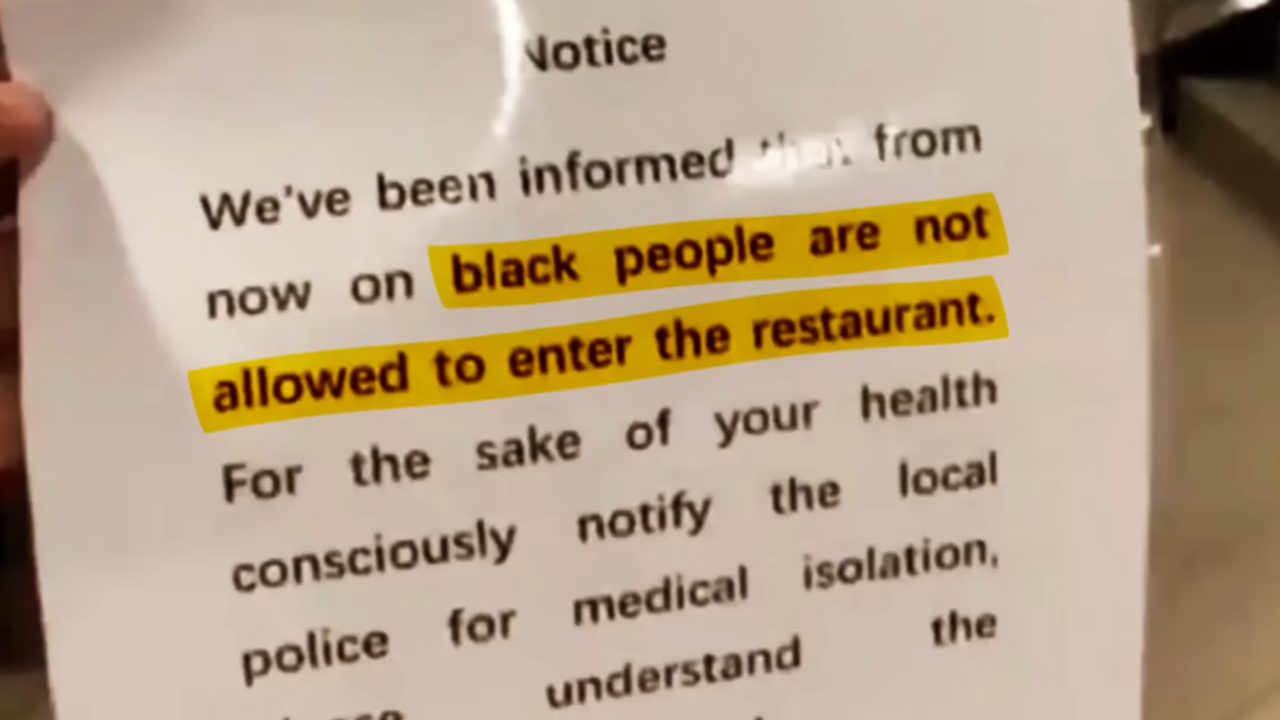 Notice
We've been informed that from
now on black people are not
allowed to enter the restaurant.
For the sake of your health
consciously notify the local
police for medical isolation,
understand the